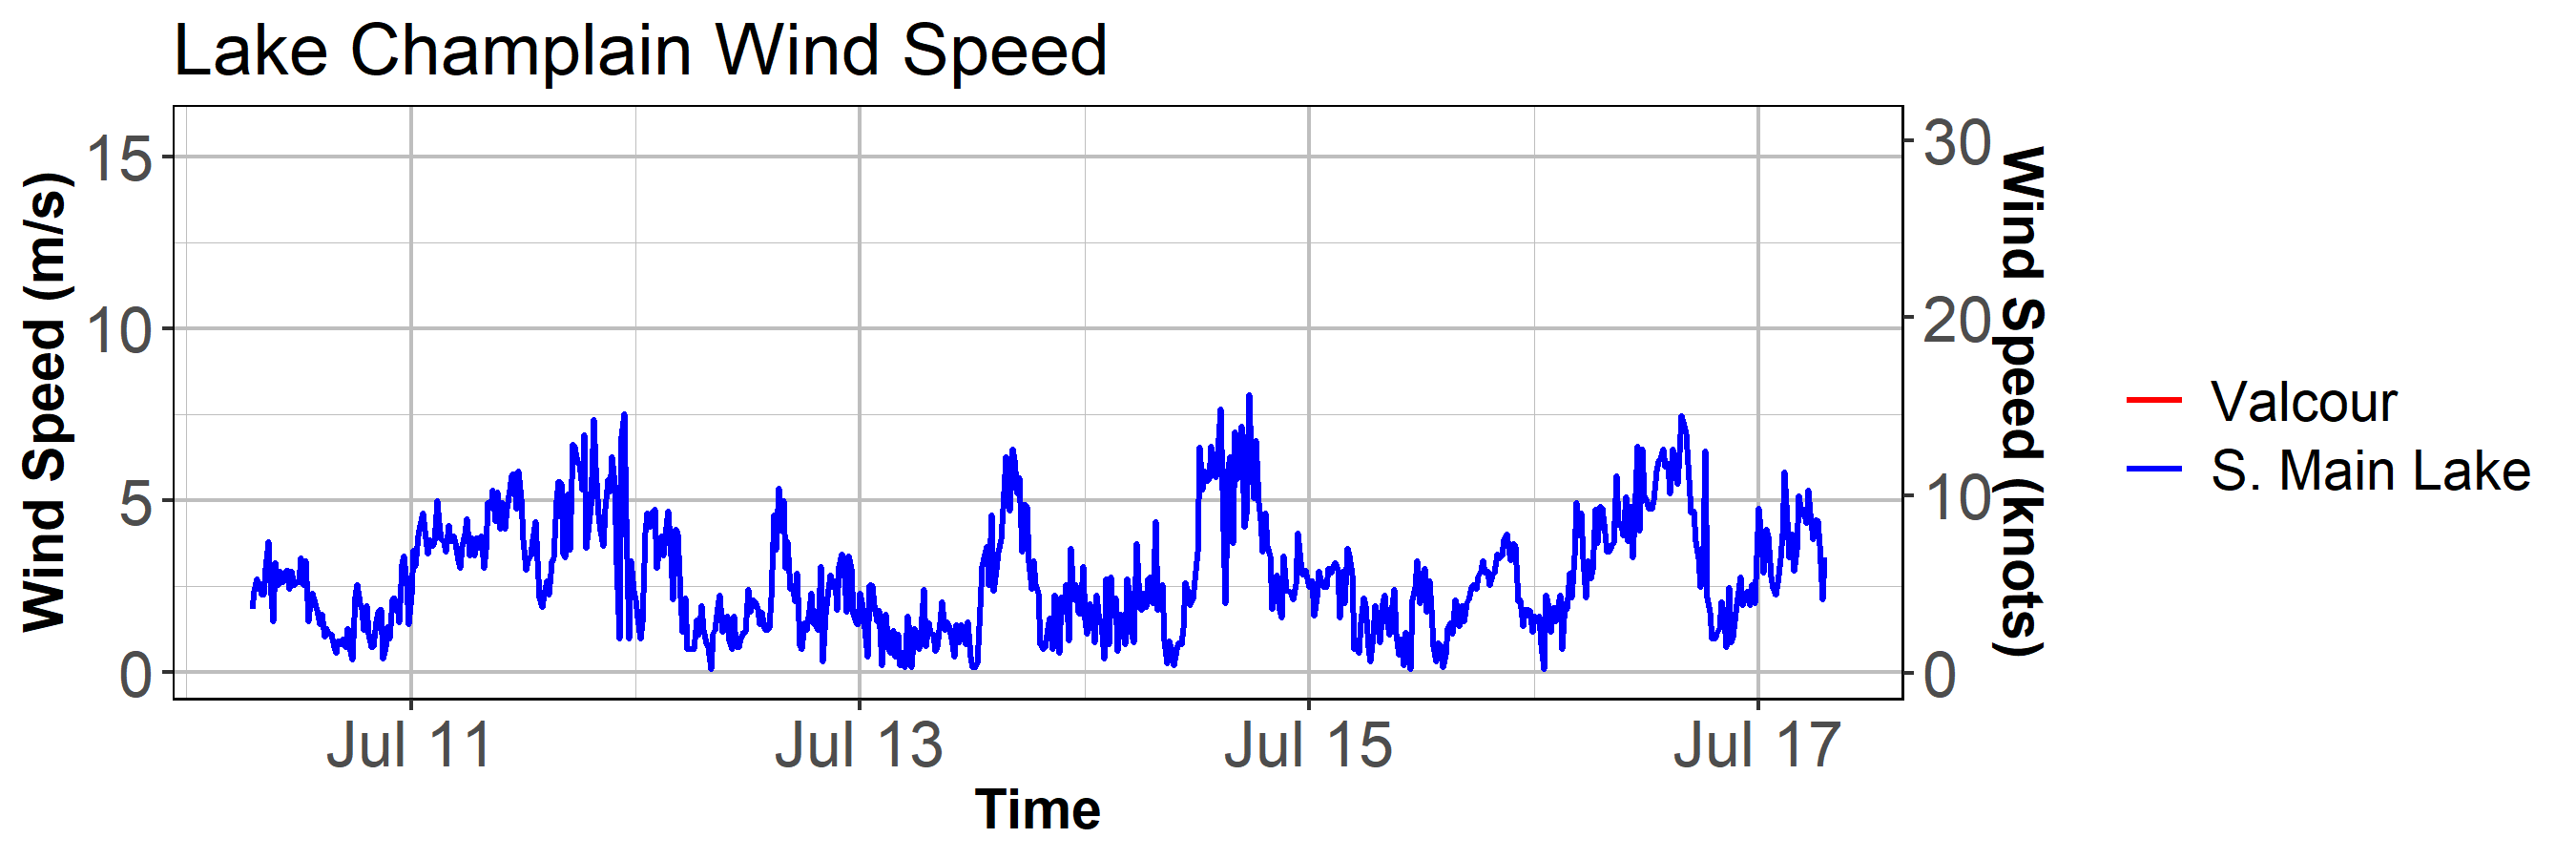 Lake Champlain Wind Speed
Wind Speed (m/s)
15
10
5
0
30
20
10
0
Wind Speed (knots)
Jul 11
Jul 13
Jul 15
Jul 17
Time
Valcour
S. Main Lake